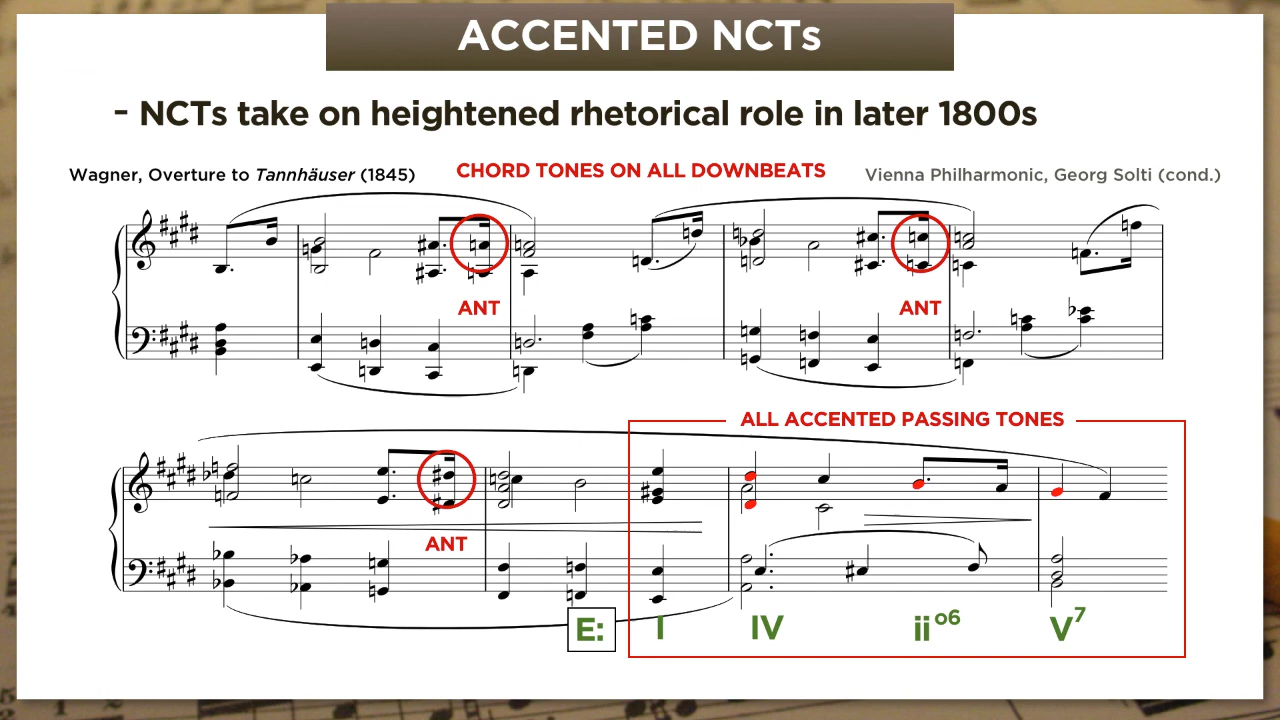 ACCENTED NCTs
- NCTs take on heightened rhetorical role in later 1800s
Wagner, Overture to Tannhäuser (1845)
CHORD TONES ON ALL DOWNBEATS
Vienna Philharmonic, Georg Solti (cond.)
ANT
ANT
ALL ACCENTED PASSING TONES
ANT
E: I IV ii°6 V7